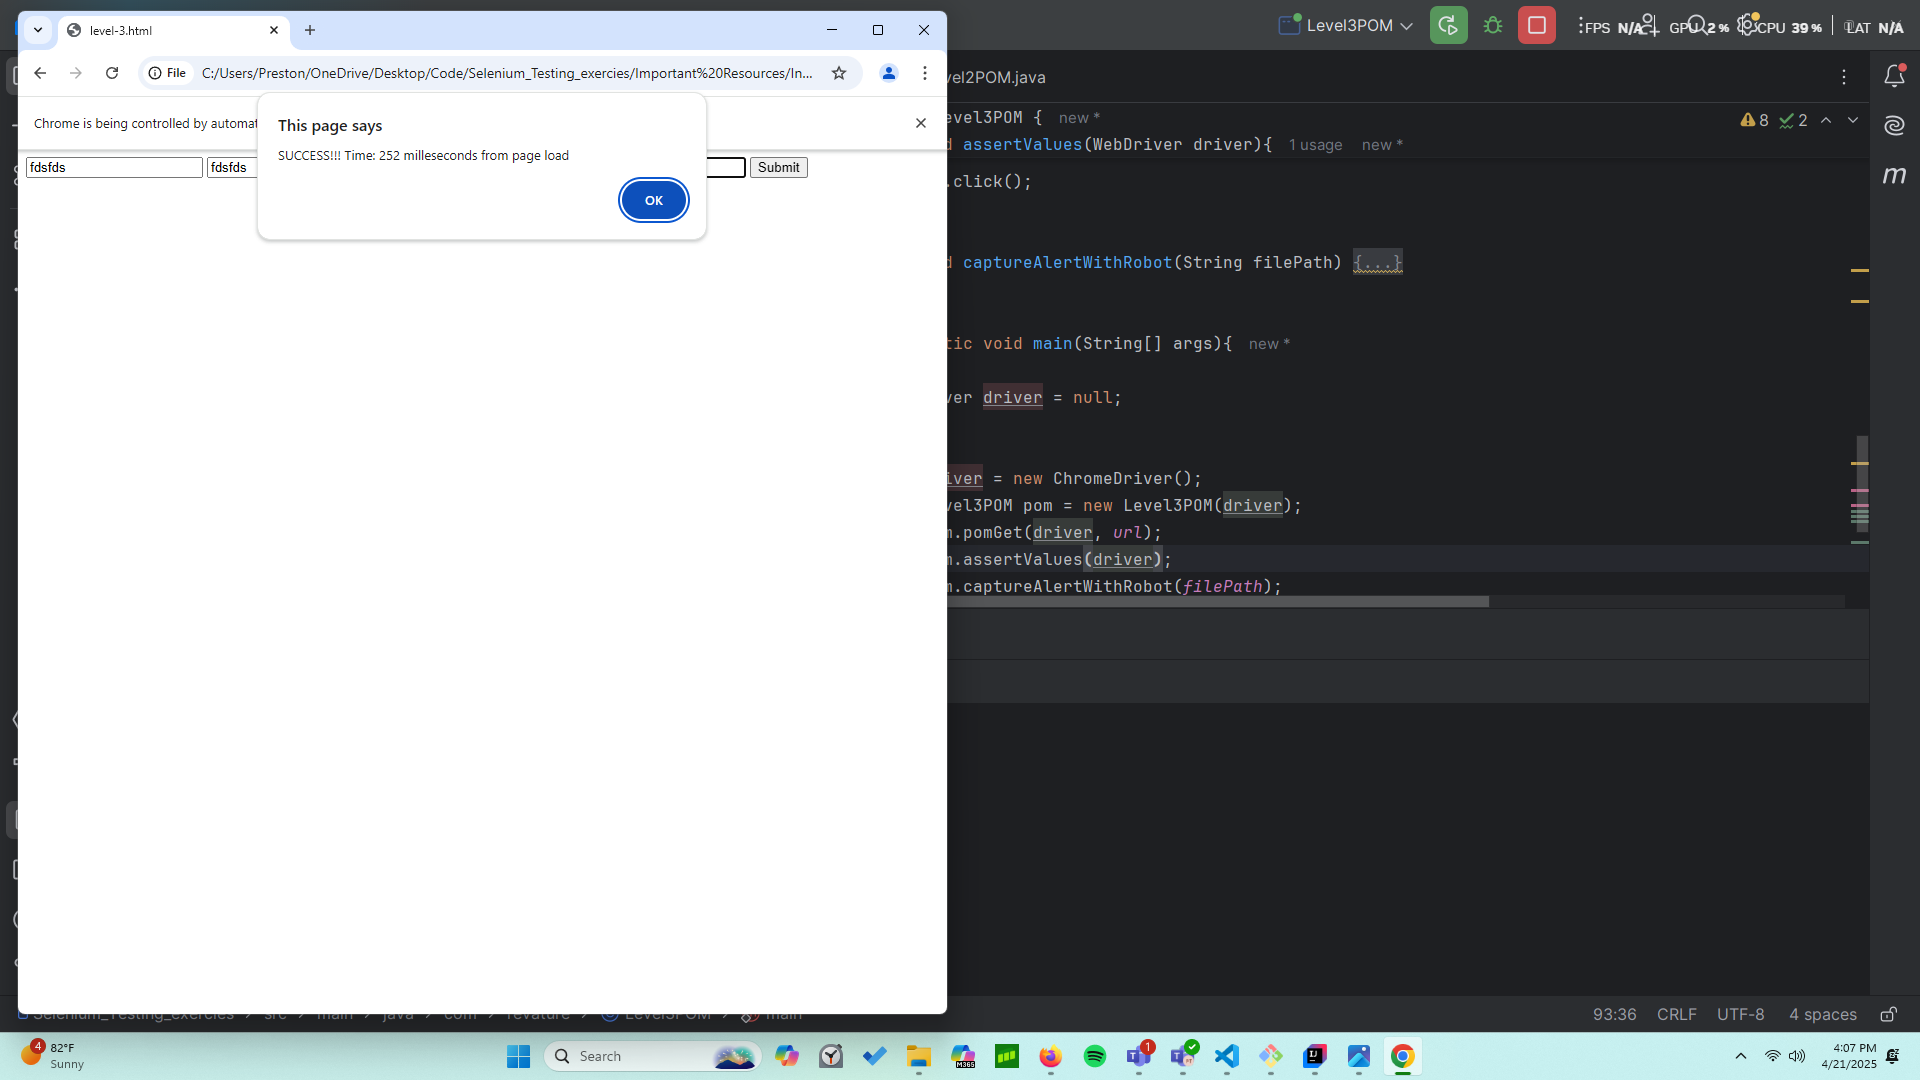 level-3.html
File
C:/Users/Preston/OneDrive/Desktop/Code/Selenium_Testing_exercies/Important%20Resources/In...
Chrome is being controlled by automat
This page says
SUCCESS!!! Time: 252 milleseconds from page load
OK
fdsfds
fdsfds
Submit
Level3POM
FPS N/A
GPU 2 %
CPU 39 %
LAT N/A
vel2POM.java
evel3POM { new *
8 2
d assertValues(WebDriver driver){ 1 usage new *
.click();
d captureAlertWithRobot(String filePath) {...}
tic void main(String[] args){ new *
ver driver = null;
iver = new ChromeDriver();
vel3POM pom = new Level3POM(driver);
m.pomGet(driver, url);
m.assertValues(driver);
m.captureAlertWithRobot(filePath);
m
Selenium_Testing_exercies > src > main > java > com > revature > Level3POM > main
93:36 CRLF UTF-8 4 spaces
4
82°F
Sunny
Search
M365
1
4:07 PM
4/21/2025